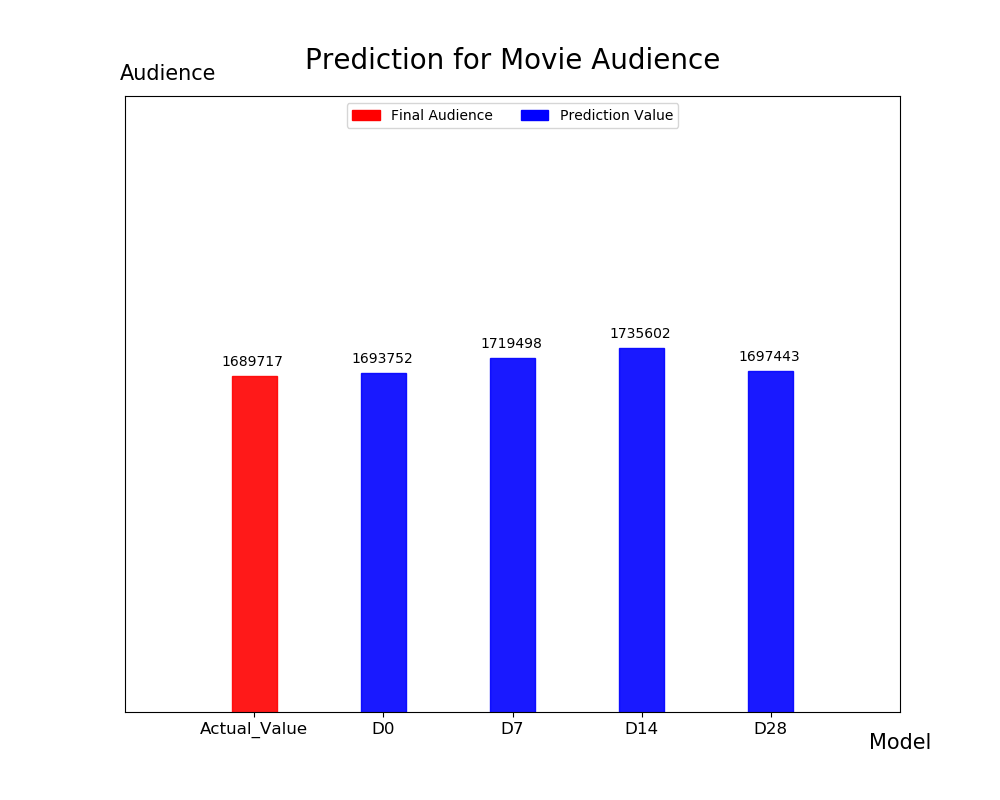 Prediction for Movie Audience
Audience
Final Audience
Prediction Value
1689717
1693752
1719498
1735602
1697443
Actual_Value
D0
D7
D14
D28
Model